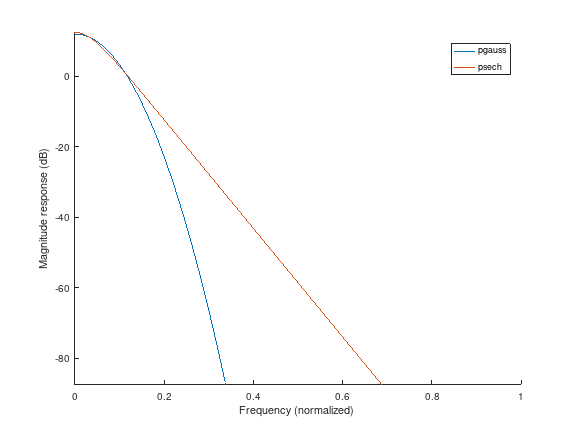 pgauss
psech
0
-20
-40
-60
-80
Magnitude response (dB)
0
0.2
0.4
0.6
0.8
1
Frequency (normalized)